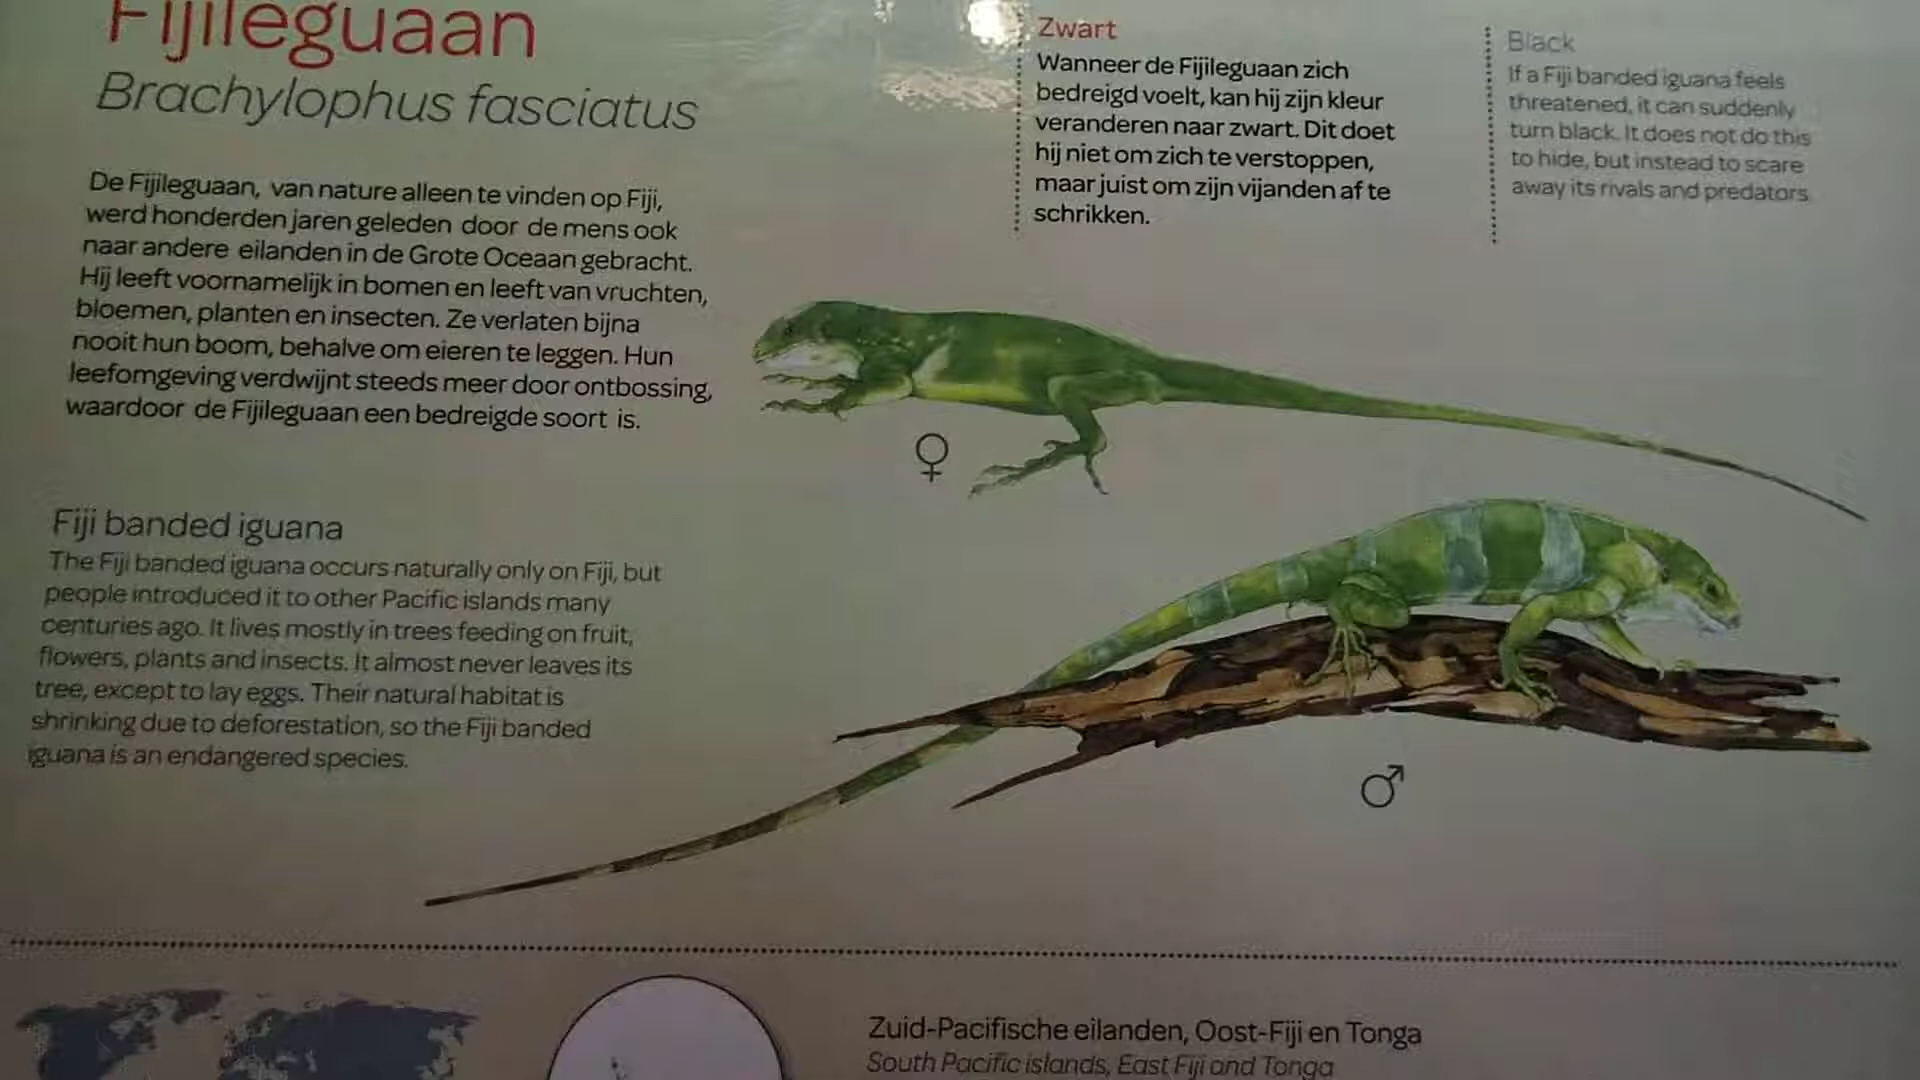 Fijileguaan
Brachylophus fasciatus
De Fijileguaan, van nature alleen te vinden op Fiji,
werd honderden jaren geleden door de mens ook
naar andere eilanden in de Grote Oceaan gebracht.
Hij leeft voornamelijk in bomen en leeft van vruchten,
bloemen, planten en insecten. Ze verlaten bijna
nooit hun boom, behalve om eieren te leggen. Hun
leefomgeving verdwijnt steeds meer door ontbossing,
waardoor de Fijileguaan een bedreigde soort is.
Fiji banded iguana
The Fiji banded iguana occurs naturally only on Fiji, but
people introduced it to other Pacific islands many
centuries ago. It lives mostly in trees feeding on fruit,
flowers, plants and insects. It almost never leaves its
tree, except to lay eggs. Their natural habitat is
shrinking due to deforestation, so the Fiji banded
iguana is an endangered species.
Zwart
Wanneer de Fijileguaan zich
bedreigd voelt, kan hij zijn kleur
veranderen naar zwart. Dit doet
hij niet om zich te verstoppen,
maar juist om zijn vijanden af te
schrikken.
Black
If a Fiji banded iguana feels
threatened, it can suddenly
turn black. It does not do this
to hide, but instead to scare
away its rivals and predators.
♀
♂
Zuid-Pacifische eilanden, Oost-Fiji en Tonga
South Pacific islands, East Fiji and Tonga